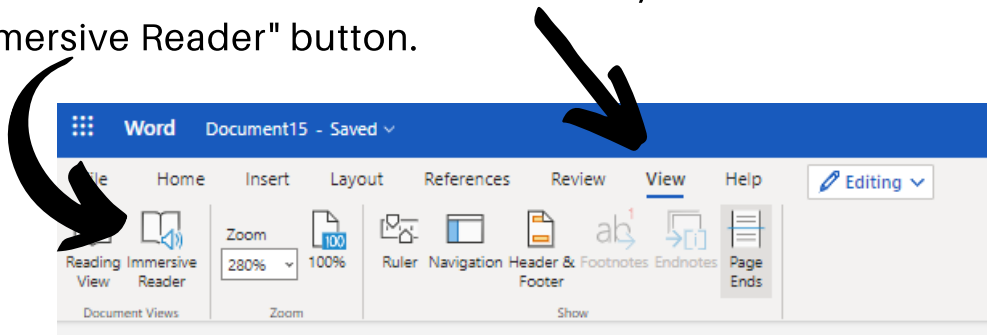 mersive Reader" button.
Word Document15 - Saved
File Home Insert Layout References Review View Help Editing
Zoom 100
Reading Immersive 280% 100% Ruler Navigation Header & Footnotes Endnotes Page
View Reader Footer Ends
Document Views Zoom Show